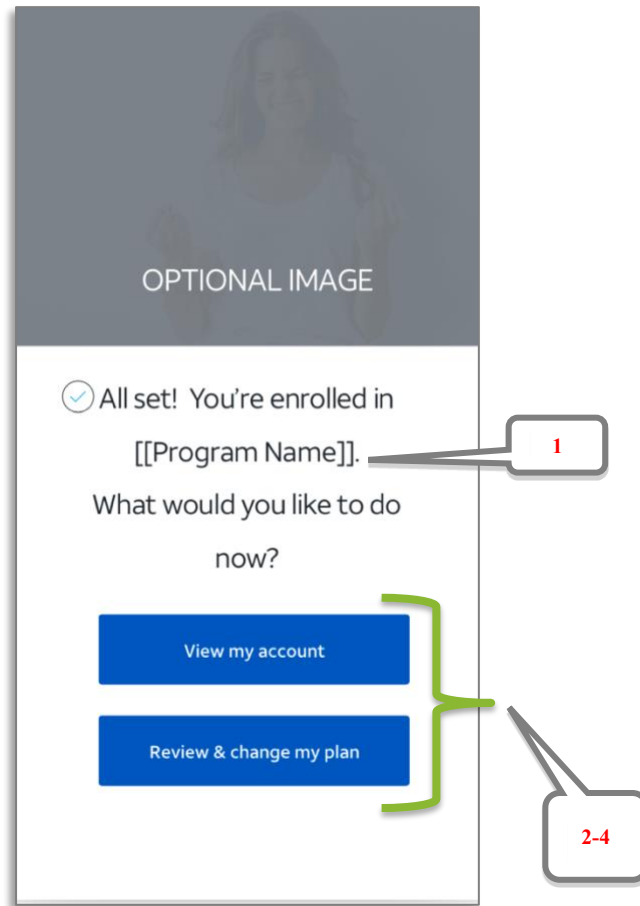 OPTIONAL IMAGE
All set!  You’re enrolled in
[[Program Name]].
1
What would you like to do
now?
View my account
Review & change my plan
2-4